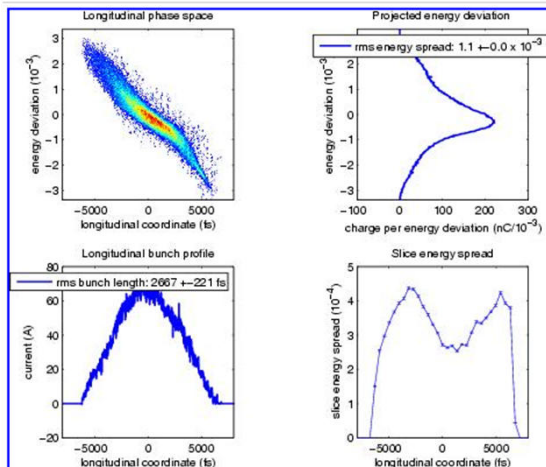 Longitudinal phase space
3
2
1
0
−1
−2
−3
energy deviation (10⁻³)
−5000 0 5000
longitudinal coordinate (fs)
Projected energy deviation
rms energy spread: 1.1 +−0.0 x 10⁻³
2
1
0
−1
−2
−3
energy deviation (10⁻³)
−100 0 100 200 300
charge per energy deviation (nC/10⁻³)
Longitudinal bunch profile
80
rms bunch length: 2667 +−221 fs
60
40
20
0
−20
current (A)
−5000 0 5000
longitudinal coordinate (fs)
Slice energy spread
5
4
3
2
1
0
slice energy spread (10⁻⁴)
−5000 0 5000
longitudinal coordinate (fs)